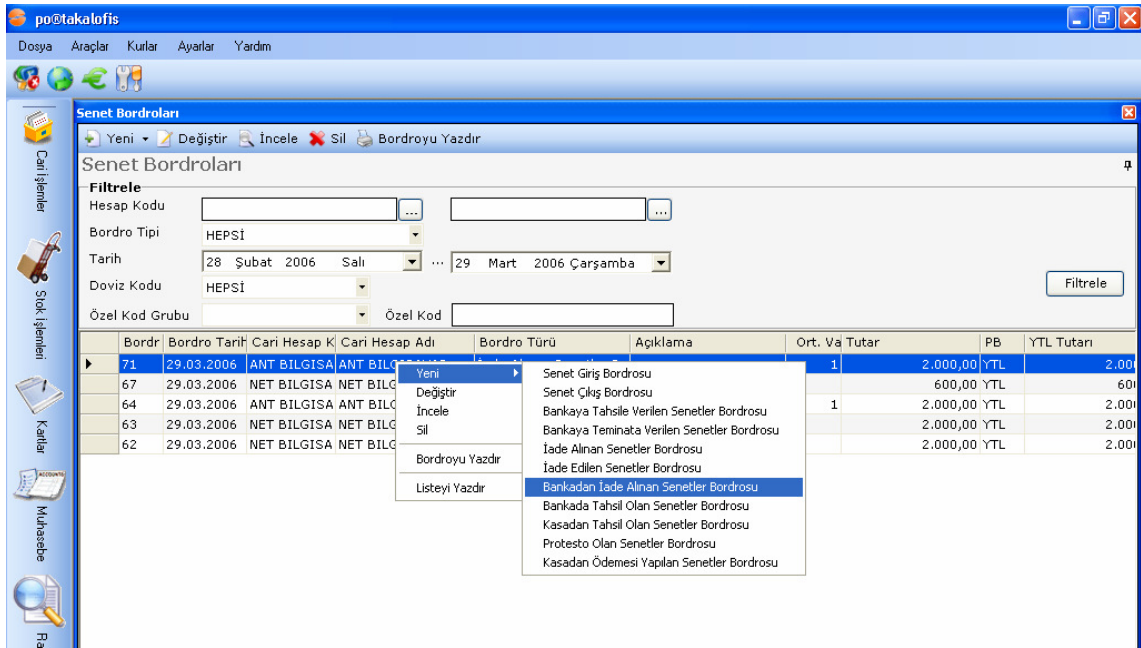 po®takalofis
Dosya Araçlar Kurlar Ayarlar Yardım
Senet Bordroları
Yeni Değiştir İncele Sil Bordroyu Yazdır
Senet Bordroları
Filtrele
Hesap Kodu ... ...
Bordro Tipi HEPSİ
Tarih 28 Şubat 2006 Salı ... 29 Mart 2006 Çarşamba
Doviz Kodu HEPSİ
Filtrele
Özel Kod Grubu Özel Kod
Bordr Bordro Tarih Cari Hesap K Cari Hesap Adı Bordro Türü Açıklama Ort. Va Tutar PB YTL Tutarı
71 29.03.2006 ANT BILGISA 1 2.000,00 YTL 2.00
67 29.03.2006 NET BILGISA NET BILG 600,00 YTL 60
64 29.03.2006 ANT BILGISA ANT BILG 1 2.000,00 YTL 2.00
63 29.03.2006 NET BILGISA NET BILG 2.000,00 YTL 2.00
62 29.03.2006 NET BILGISA NET BILG 2.000,00 YTL 2.00
Yeni
Değiştir
İncele
Sil
Bordroyu Yazdır
Listeyi Yazdır
Senet Giriş Bordrosu
Senet Çıkış Bordrosu
Bankaya Tahsile Verilen Senetler Bordrosu
Bankaya Teminata Verilen Senetler Bordrosu
İade Alınan Senetler Bordrosu
İade Edilen Senetler Bordrosu
Bankadan İade Alınan Senetler Bordrosu
Bankada Tahsil Olan Senetler Bordrosu
Kasadan Tahsil Olan Senetler Bordrosu
Protesto Olan Senetler Bordrosu
Kasadan Ödemesi Yapılan Senetler Bordrosu
Cari İşlemler
Stok İşlemleri
Kartlar
ACCOUNTS
Muhasebe
Ra